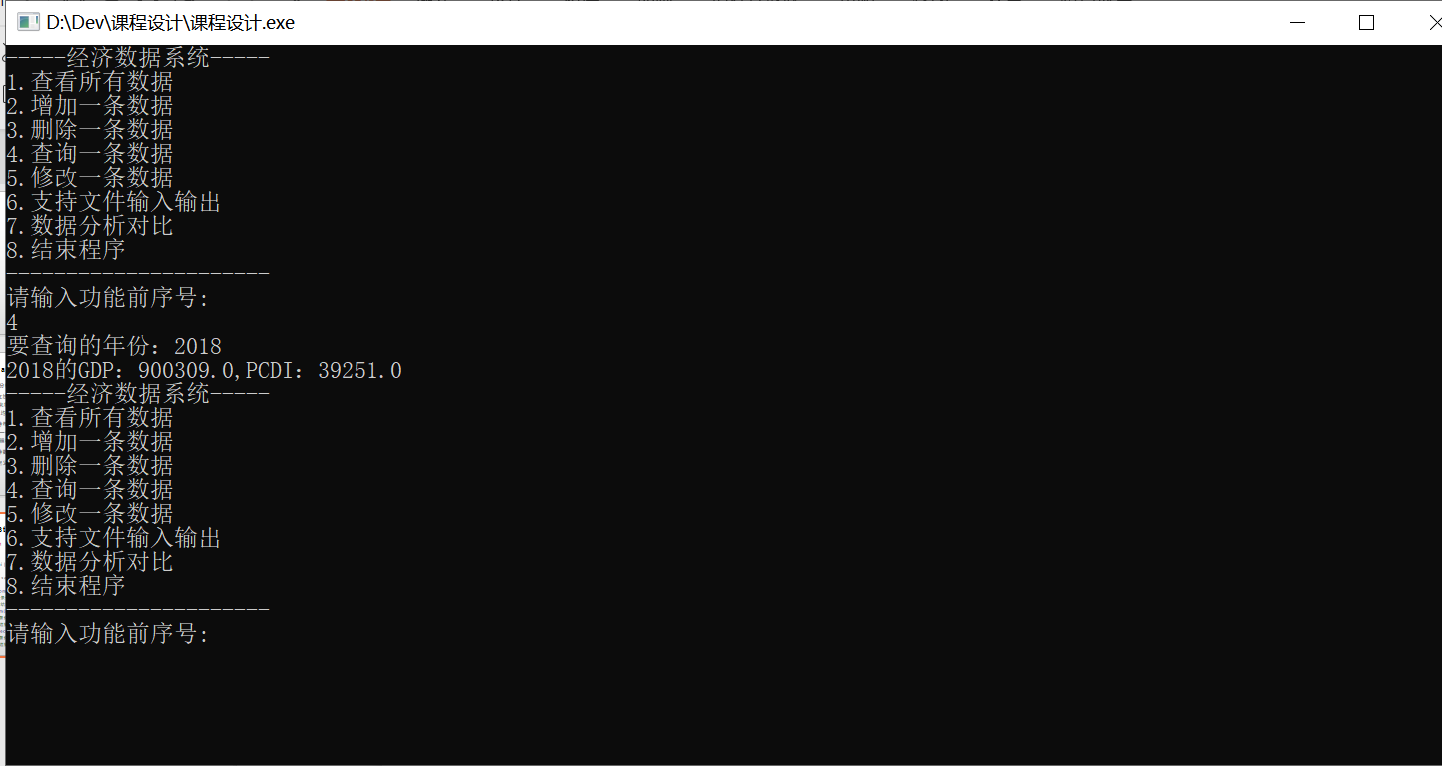 D:\Dev\课程设计\课程设计.exe
-----经济数据系统-----
1.查看所有数据
2.增加一条数据
3.删除一条数据
4.查询一条数据
5.修改一条数据
6.支持文件输入输出
7.数据分析对比
8.结束程序
----------------------
请输入功能前序号:
4
要查询的年份：2018
2018的GDP：900309.0,PCDI：39251.0
-----经济数据系统-----
1.查看所有数据
2.增加一条数据
3.删除一条数据
4.查询一条数据
5.修改一条数据
6.支持文件输入输出
7.数据分析对比
8.结束程序
----------------------
请输入功能前序号: